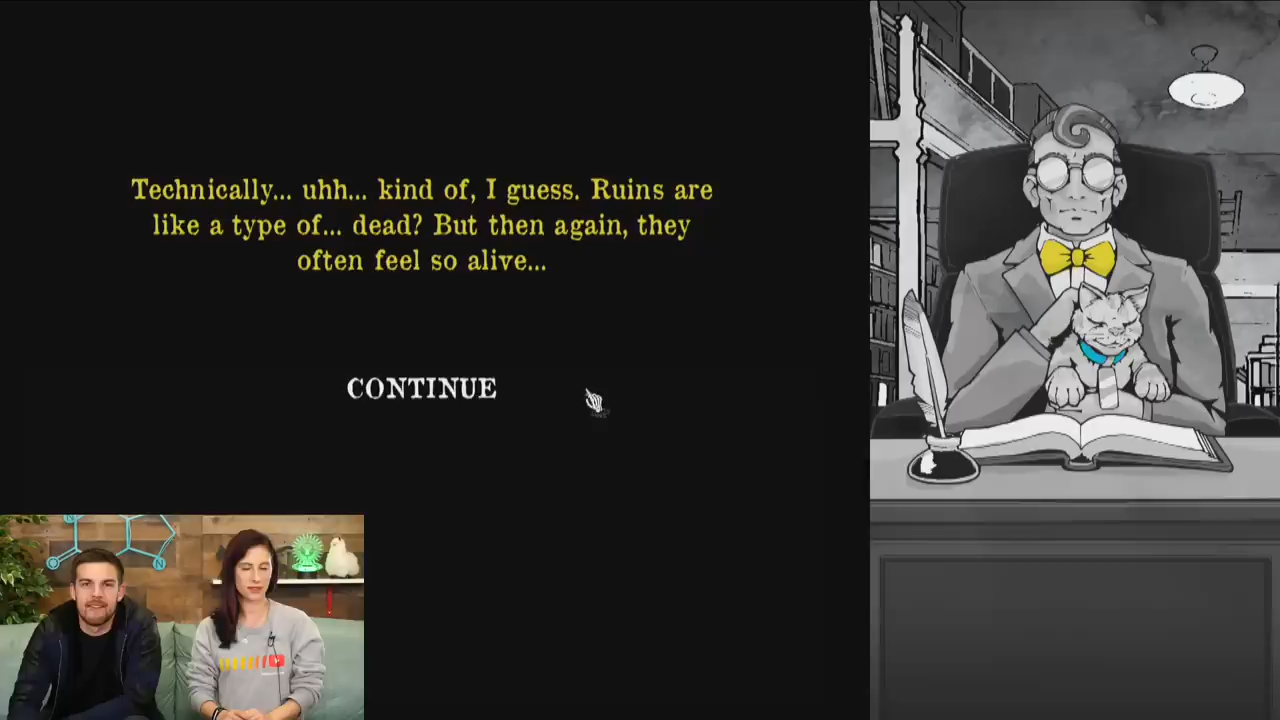 Technically... uhh... kind of, I guess. Ruins are
like a type of... dead? But then again, they
often feel so alive...
CONTINUE